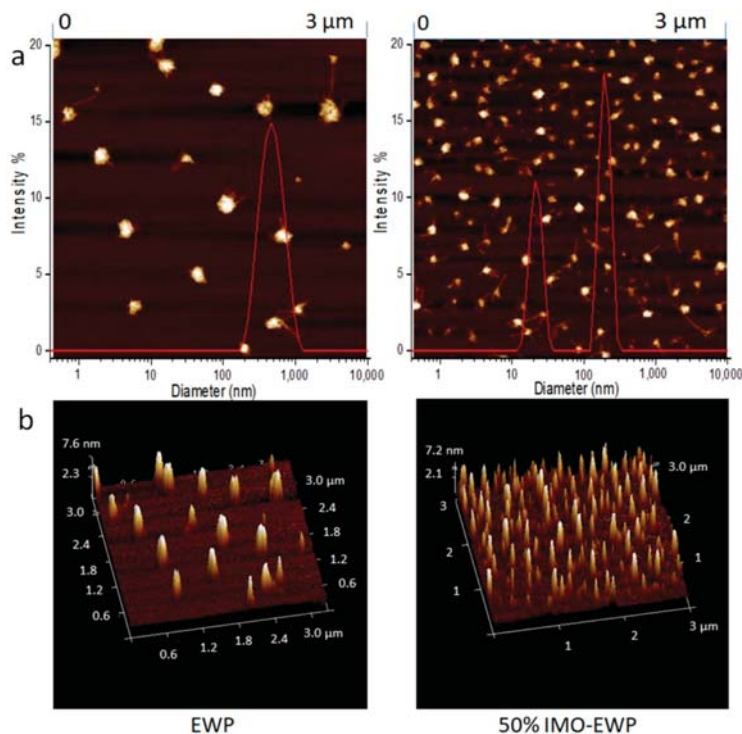 0 3 µm 0 3 µm
a
20 20
15 15
10 10
5 5
0 0
Intensity % Intensity %
1 10 100 1,000 10,000 1 10 100 1,000 10,000
Diameter (nm) Diameter (nm)
b
7.6 nm 7.2 nm
2.3 2.1
3.0 3.0 µm 3 3.0 µm
2.4 2.4 2 2
1.8 1.8 1 1
1.2 1.2
0.6 0.6
0.6 1.2 1.8 2.4 3.0 µm 1 2 3 µm
EWP 50% IMO-EWP